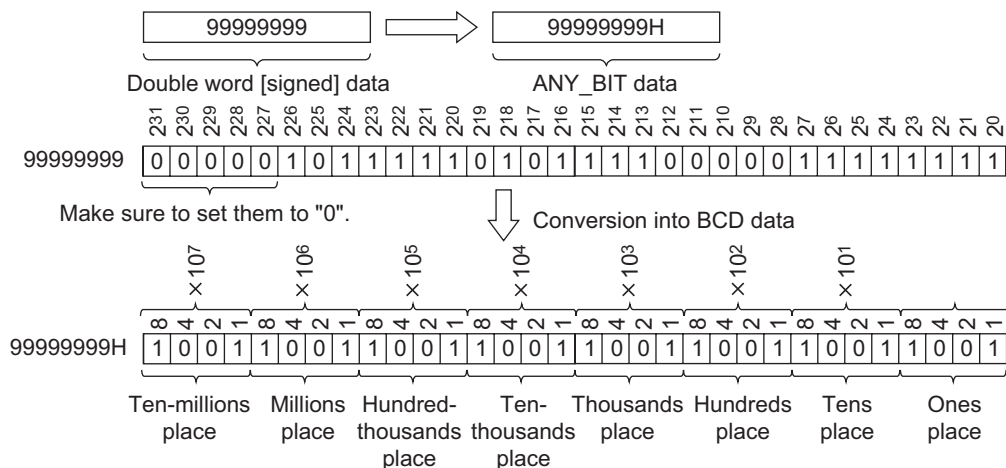 99999999 99999999H
Double word [signed] data ANY_BIT data
231 230 229 228 227 226 225 224 223 222 221 220 219 218 217 216 215 214 213 212 211 210 29 28 27 26 25 24 23 22 21 20
99999999 0 0 0 0 0 1 0 1 1 1 1 1 0 1 0 1 1 1 1 0 0 0 0 0 1 1 1 1 1 1 1 1
Make sure to set them to "0".
Conversion into BCD data
×10⁷ ×10⁶ ×10⁵ ×10⁴ ×10³ ×10² ×10¹
8 4 2 1 8 4 2 1 8 4 2 1 8 4 2 1 8 4 2 1 8 4 2 1 8 4 2 1 8 4 2 1
99999999H 1 0 0 1 1 0 0 1 1 0 0 1 1 0 0 1 1 0 0 1 1 0 0 1 1 0 0 1 1 0 0 1
Ten-millions
place
Millions
place
Hundred-
thousands
place
Ten-
thousands
place
Thousands
place
Hundreds
place
Tens
place
Ones
place